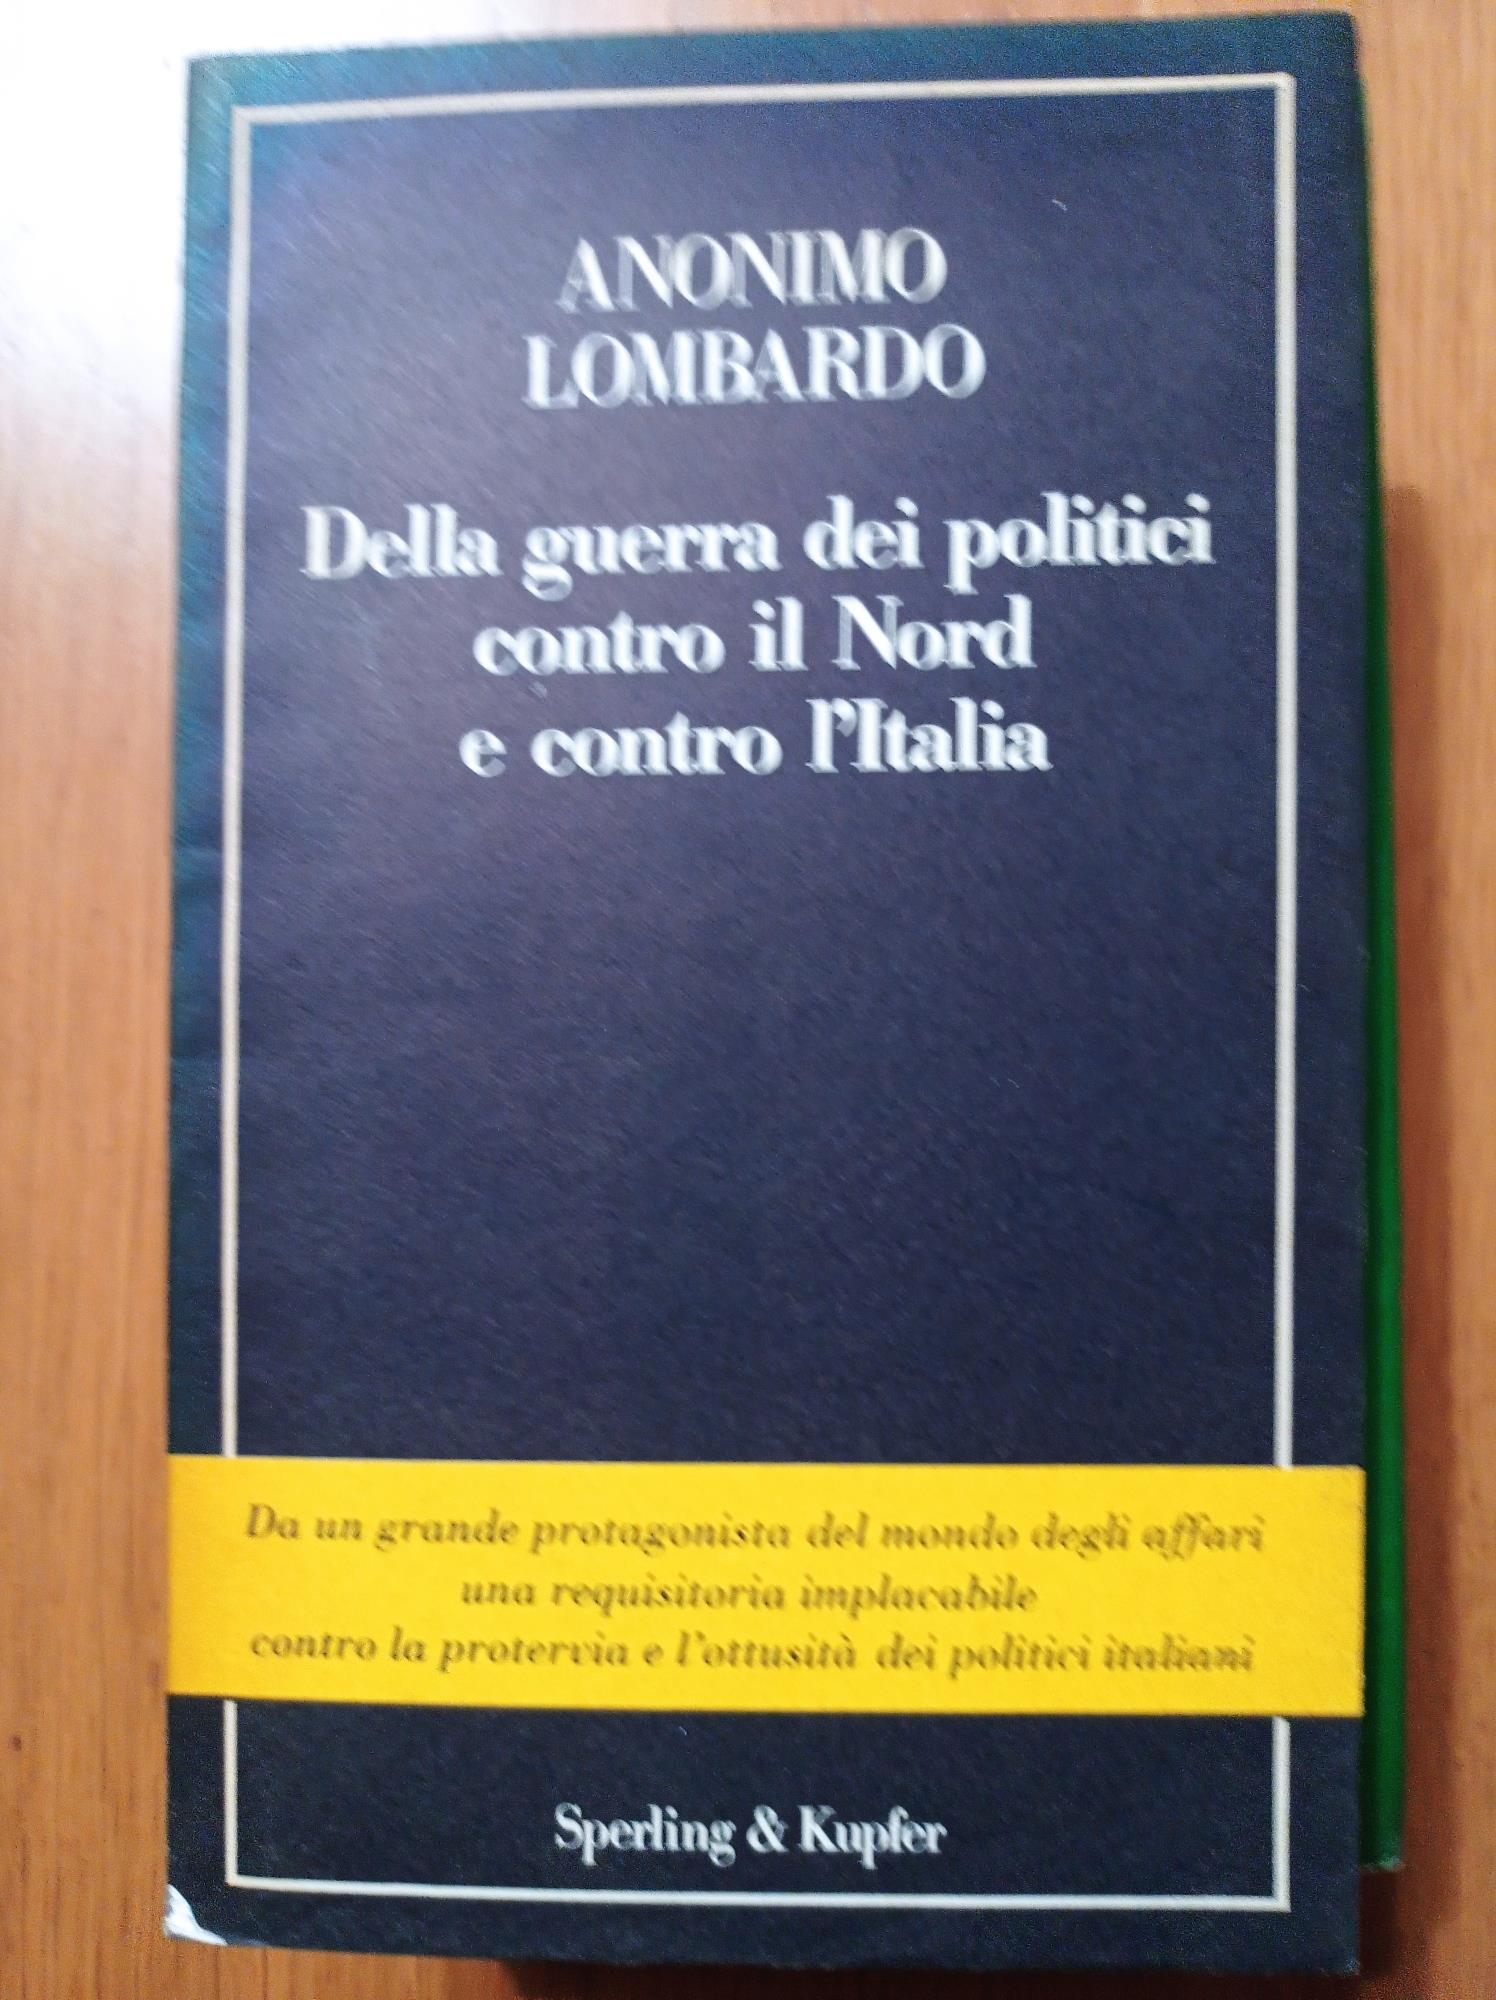 ANONIMO
LOMBARDO
Della guerra dei politici
contro il Nord
e contro l'Italia
Da un grande protagonista del mondo degli affari
una requisitoria implacabile
contro la protervia e l'ottusità dei politici italiani
Sperling & Kupfer